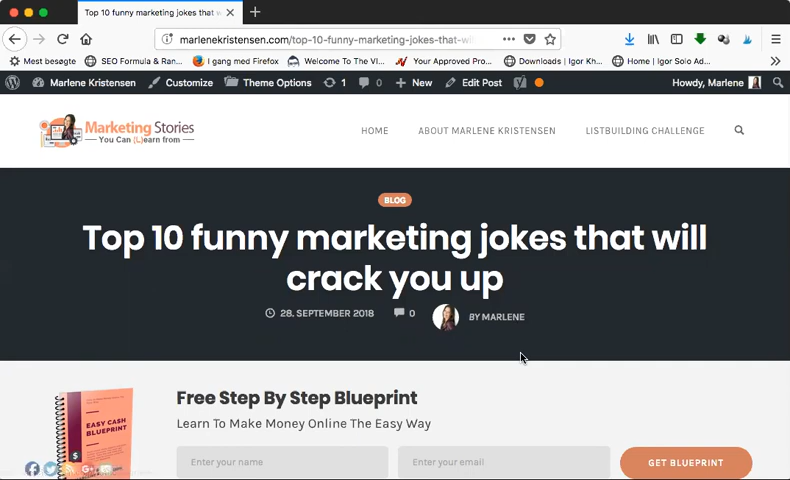 Top 10 funny marketing jokes that w
marlenekristensen.com/top-10-funny-marketing-jokes-that-wi
Mest besøgte SEO Formula & Ran... I gang med Firefox Welcome To The VI... Your Approved Pro... Downloads | Igor Kh... Home | Igor Solo Ad...
Marlene Kristensen Customize Theme Options 1 0 New Edit Post Howdy, Marlene
Marketing Stories
You Can (L)earn from
HOME ABOUT MARLENE KRISTENSEN LISTBUILDING CHALLENGE
BLOG
Top 10 funny marketing jokes that will
crack you up
28. SEPTEMBER 2018 0 BY MARLENE
Free Step By Step Blueprint
Learn To Make Money Online The Easy Way
EASY CASH
BLUEPRINT
$
Enter your name Enter your email GET BLUEPRINT